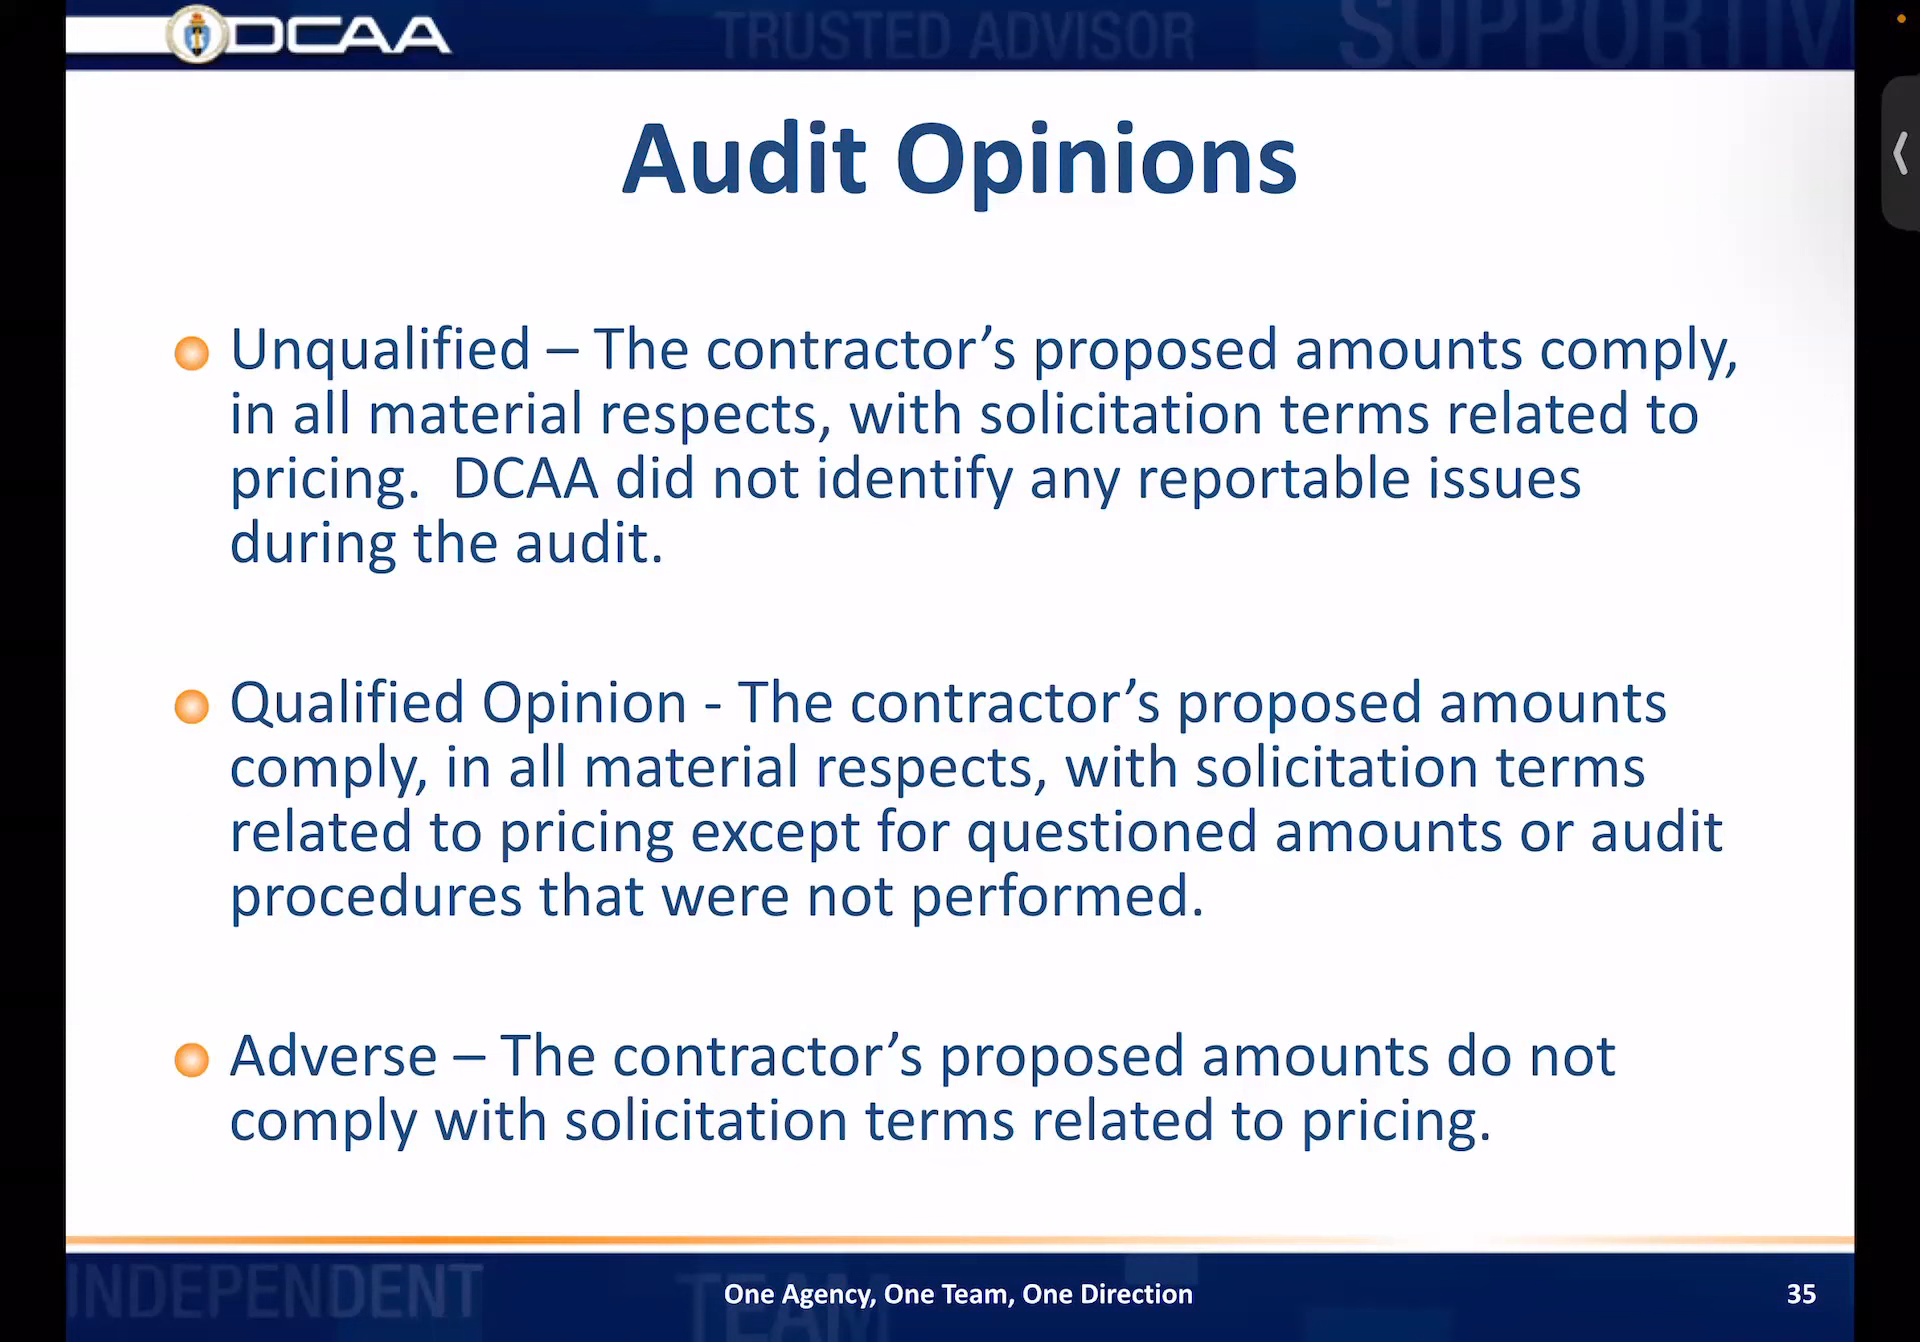 DCAA
TRUSTED ADVISOR
SUPPORTIV
Audit Opinions
Unqualified – The contractor’s proposed amounts comply,
in all material respects, with solicitation terms related to
pricing.  DCAA did not identify any reportable issues
during the audit.
Qualified Opinion - The contractor’s proposed amounts
comply, in all material respects, with solicitation terms
related to pricing except for questioned amounts or audit
procedures that were not performed.
Adverse – The contractor’s proposed amounts do not
comply with solicitation terms related to pricing.
INDEPENDENT
TEAM
One Agency, One Team, One Direction
35